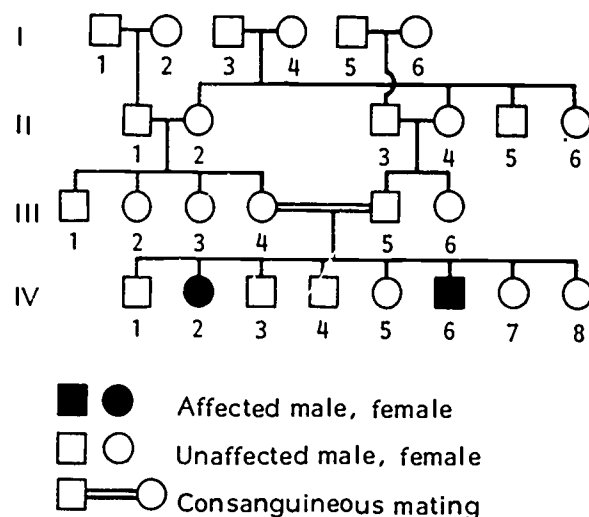 I
1 2 3 4 5 6
II
1 2 3 4 5 6
III
1 2 3 4 5 6
IV
1 2 3 4 5 6 7 8
Affected male, female
Unaffected male, female
Consanguineous mating